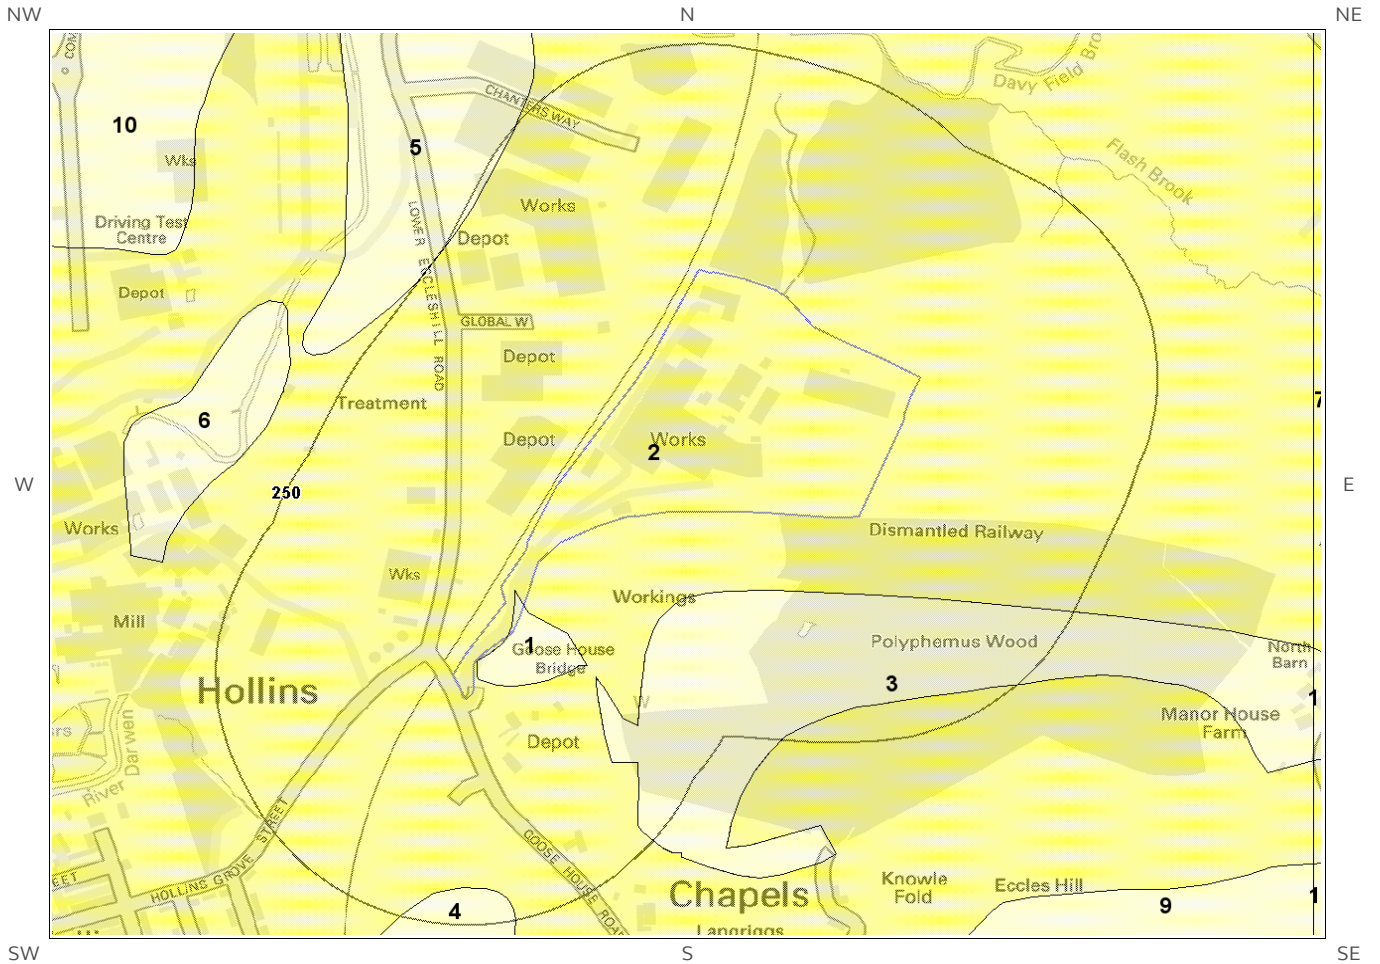 NW
N
NE
COM
Davy Field Bro
CHANTERS WAY
10
5
Wks
Flash Brook
Works
Driving Test
Centre
Depot
LOWER ECCLESHILL ROAD
Depot
GLOBAL W
Depot
7
Treatment
6
Depot
Works
2
W
E
250
Works
Dismantled Railway
Wks
Workings
Mill
1
Goose House
Bridge
Polyphemus Wood
North
Barn
3
Hollins
W
1
Manor House
Farm
rs
Depot
River Darwen
HOLLINS GROVE STREET
GOOSE HOUSE ROAD
EET
Chapels
Knowle
Fold
Eccles Hill
1
9
4
Langriggs
SW
S
SE